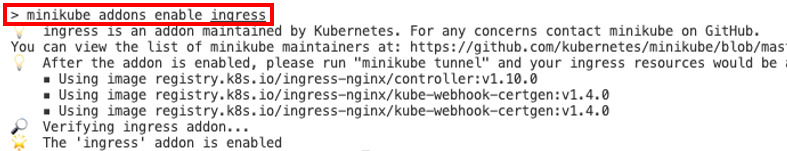 > minikube addons enable ingress
💡 ingress is an addon maintained by Kubernetes. For any concerns contact minikube on GitHub.
You can view the list of minikube maintainers at: https://github.com/kubernetes/minikube/blob/mas
💡 After the addon is enabled, please run "minikube tunnel" and your ingress resources would be a
▪ Using image registry.k8s.io/ingress-nginx/controller:v1.10.0
▪ Using image registry.k8s.io/ingress-nginx/kube-webhook-certgen:v1.4.0
▪ Using image registry.k8s.io/ingress-nginx/kube-webhook-certgen:v1.4.0
🔎 Verifying ingress addon...
🌟 The 'ingress' addon is enabled